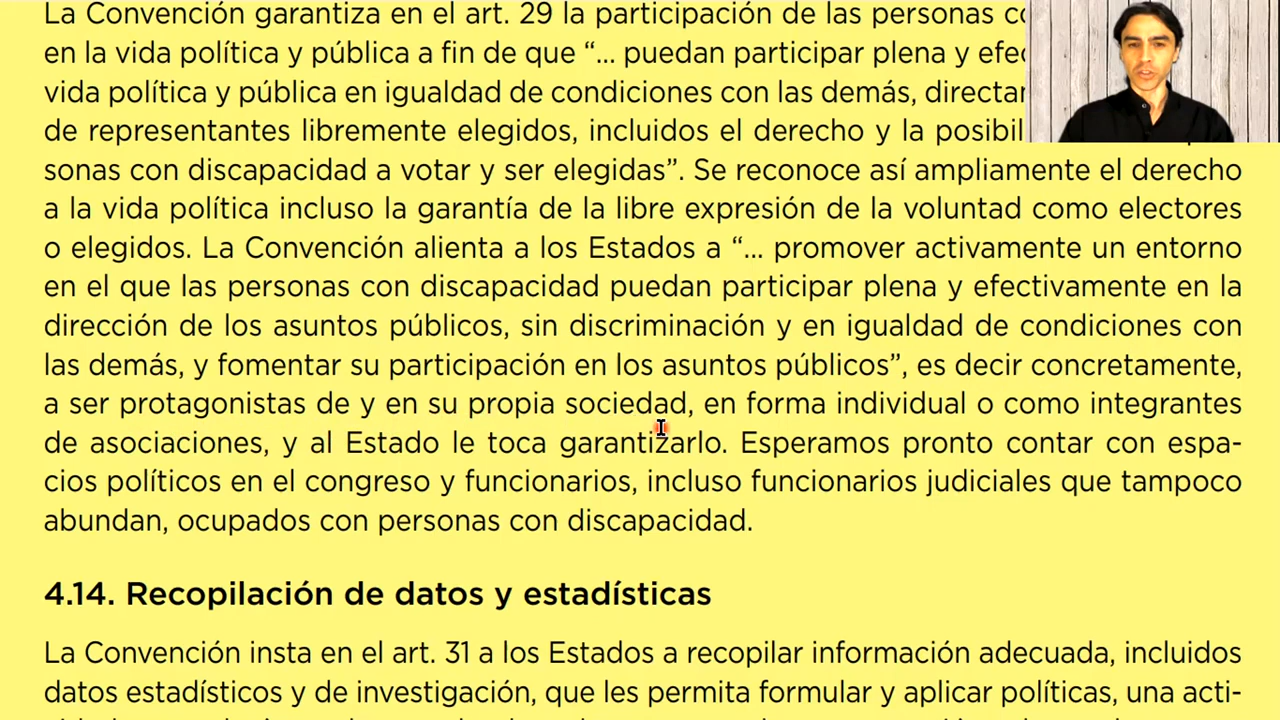 La Convención garantiza en el art. 29 la participación de las personas
en la vida política y pública a fin de que “... puedan participar plena y
vida política y pública en igualdad de condiciones con las demás,
de representantes libremente elegidos, incluidos el derecho y la
sonas con discapacidad a votar y ser elegidas”. Se reconoce así ampliamente el derecho
a la vida política incluso la garantía de la libre expresión de la voluntad como electores
o elegidos. La Convención alienta a los Estados a “... promover activamente un entorno
en el que las personas con discapacidad puedan participar plena y efectivamente en la
dirección de los asuntos públicos, sin discriminación y en igualdad de condiciones con
las demás, y fomentar su participación en los asuntos públicos”, es decir concretamente,
a ser protagonistas de y en su propia sociedad, en forma individual o como integrantes
de asociaciones, y al Estado le toca garantizarlo. Esperamos pronto contar con espa-
cios políticos en el congreso y funcionarios, incluso funcionarios judiciales que tampoco
abundan, ocupados con personas con discapacidad.
4.14. Recopilación de datos y estadísticas
La Convención insta en el art. 31 a los Estados a recopilar información adecuada, incluidos
datos estadísticos y de investigación, que les permita formular y aplicar políticas, una acti-